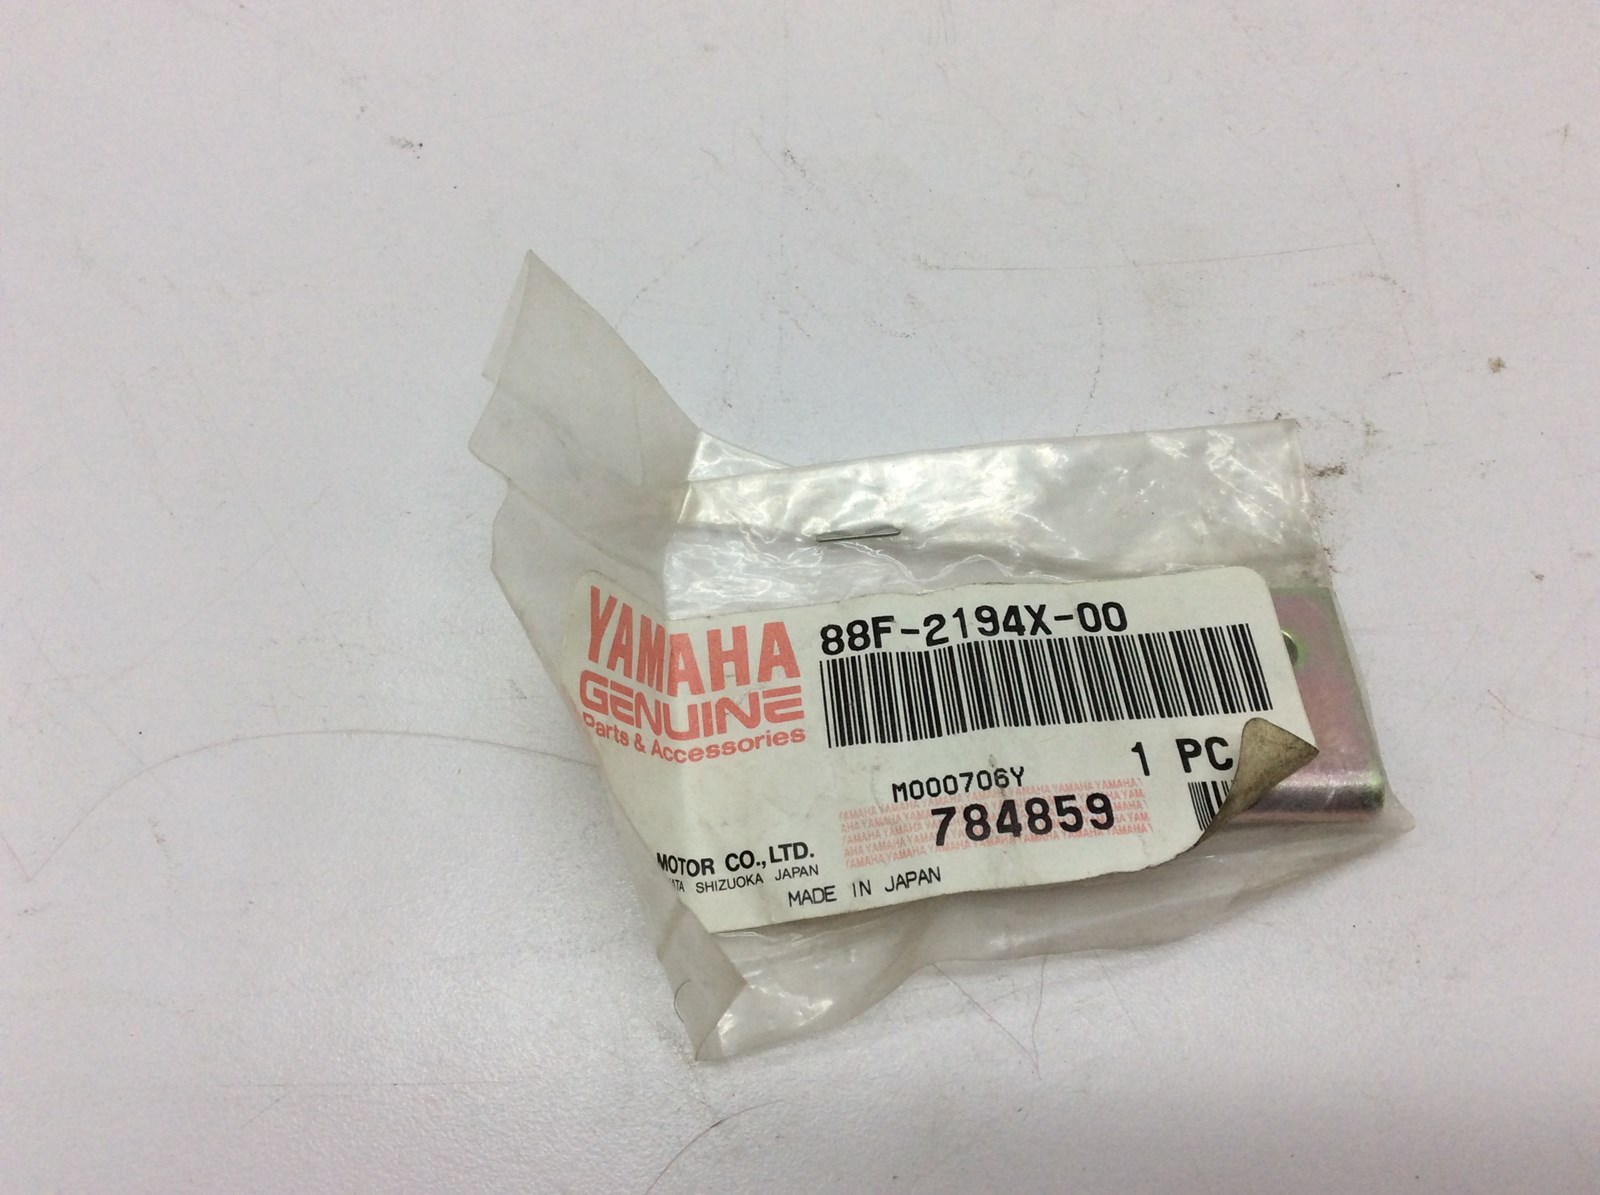 YAMAHA
GENUINE
Parts & Accessories
88F-2194X-00
1 PC
M000706Y
784859
MOTOR CO., LTD.
SHIZUOKA JAPAN
MADE IN JAPAN